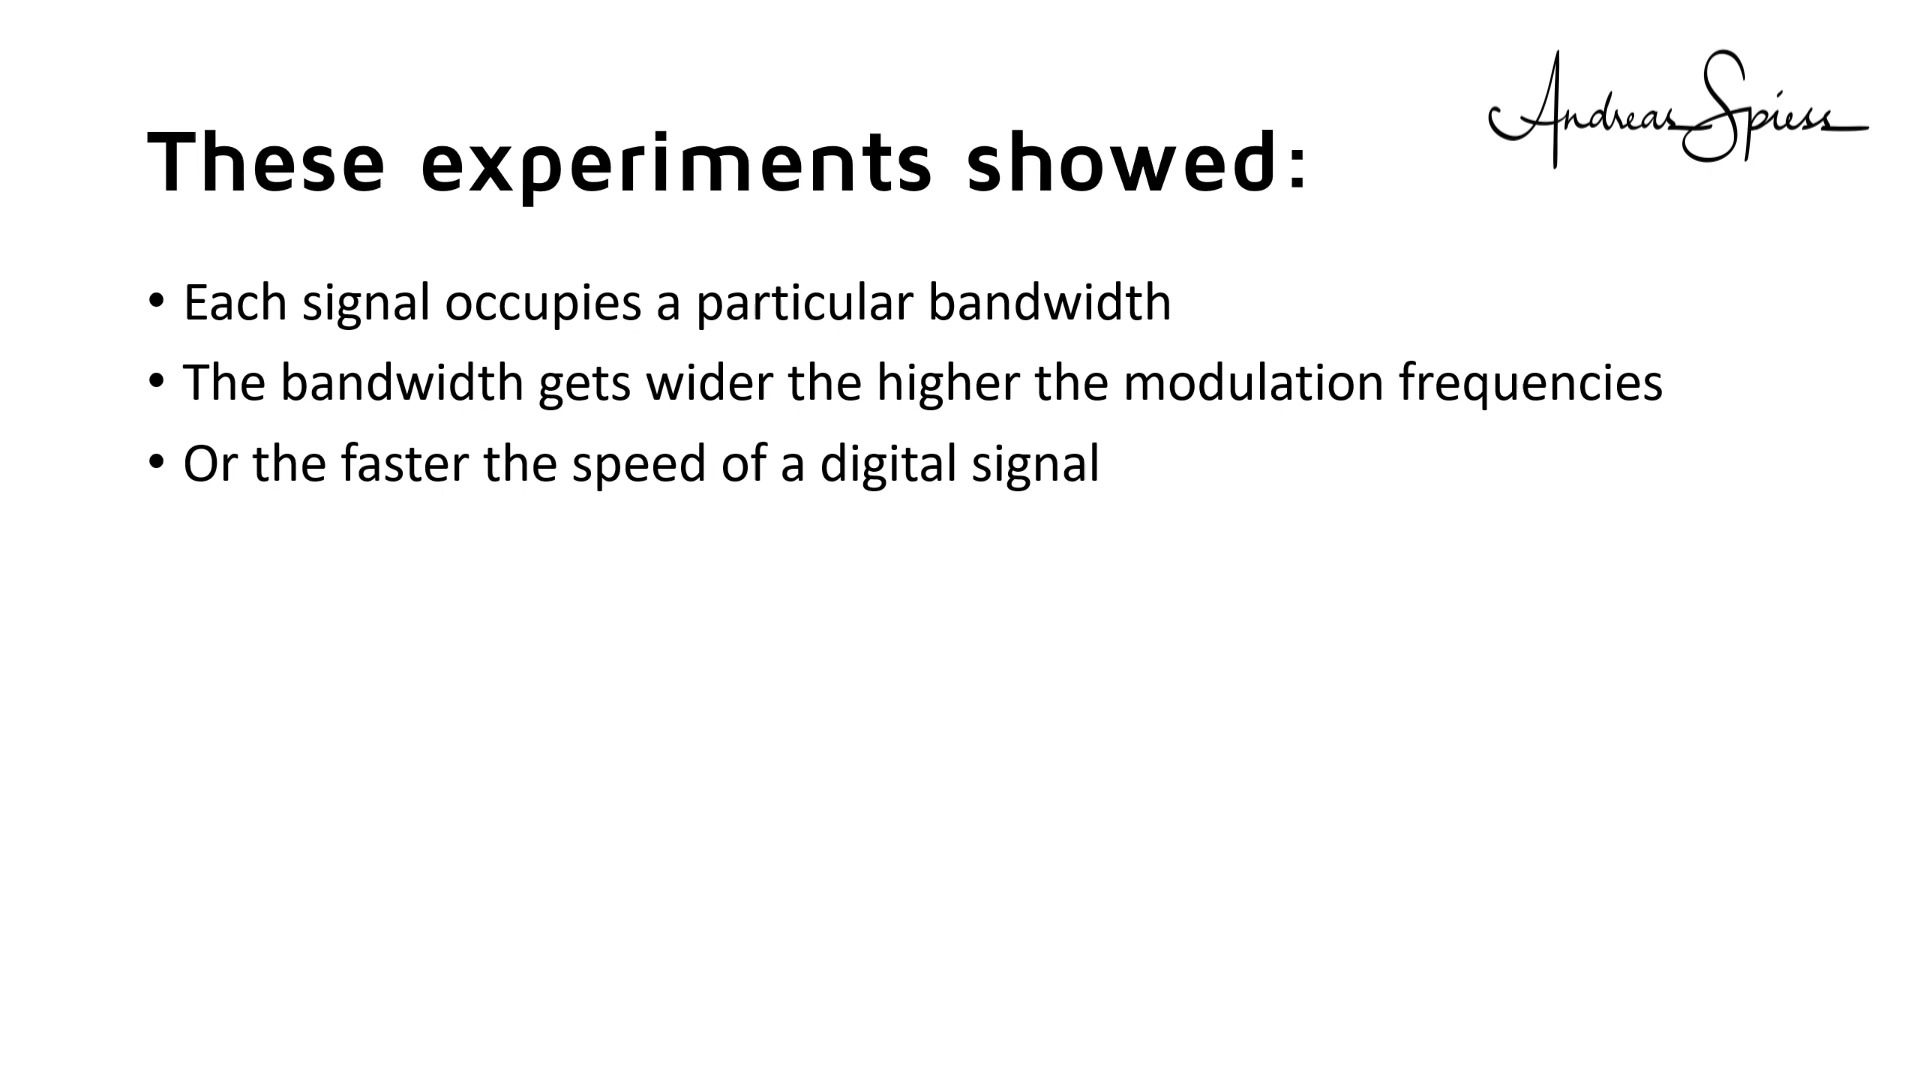 Andreas Spiess
These experiments showed:
• Each signal occupies a particular bandwidth
• The bandwidth gets wider the higher the modulation frequencies
• Or the faster the speed of a digital signal